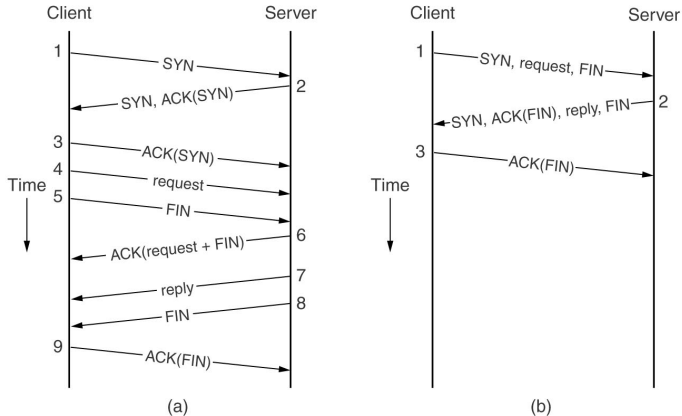 Client
Server
1
SYN
2
SYN, ACK(SYN)
3
ACK(SYN)
4
request
Time
5
FIN
6
ACK(request + FIN)
7
reply
8
FIN
9
ACK(FIN)
(a)
Client
Server
1
SYN, request, FIN
2
SYN, ACK(FIN), reply, FIN
3
ACK(FIN)
Time
(b)